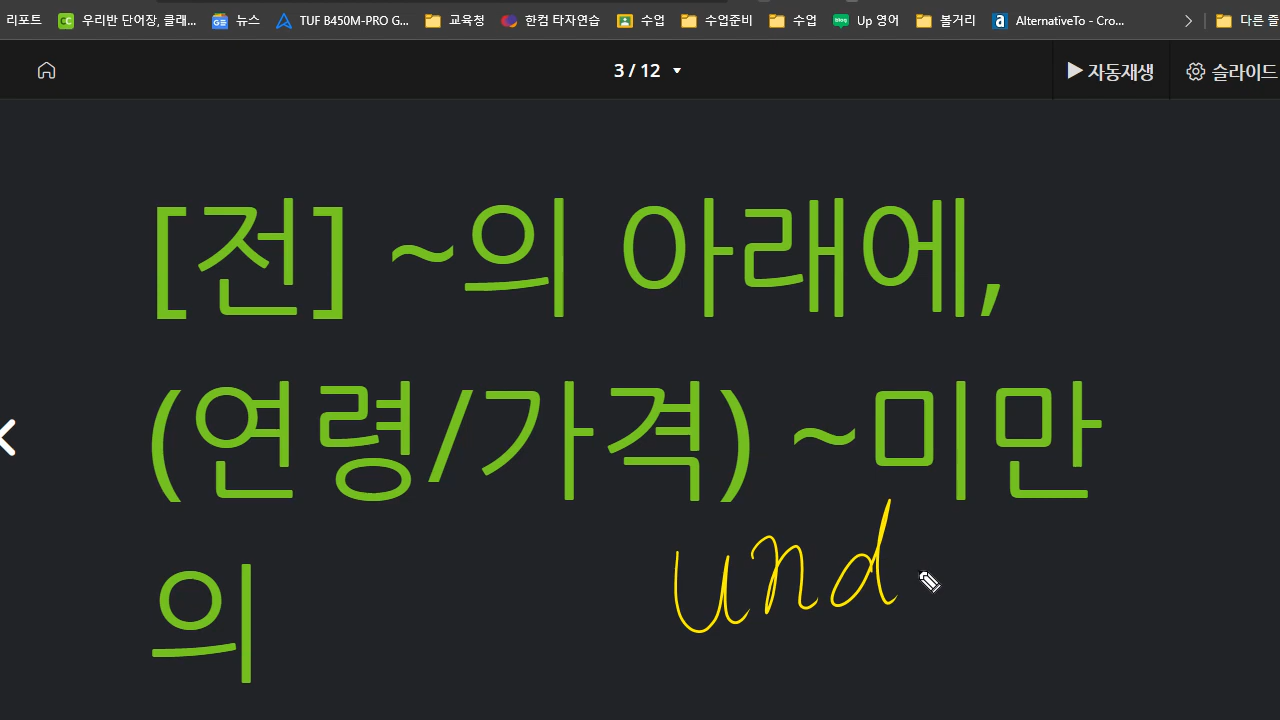 리포트 우리반 단어장, 클래... 뉴스 TUF B450M-PRO G... 교육청 한컴 타자연습 수업 수업준비 수업 Up 영어 볼거리 AlternativeTo - Cro... 다른 즐
3 / 12 자동재생 슬라이드
[전] ~의 아래에,
(연령/가격) ~미만
의
und